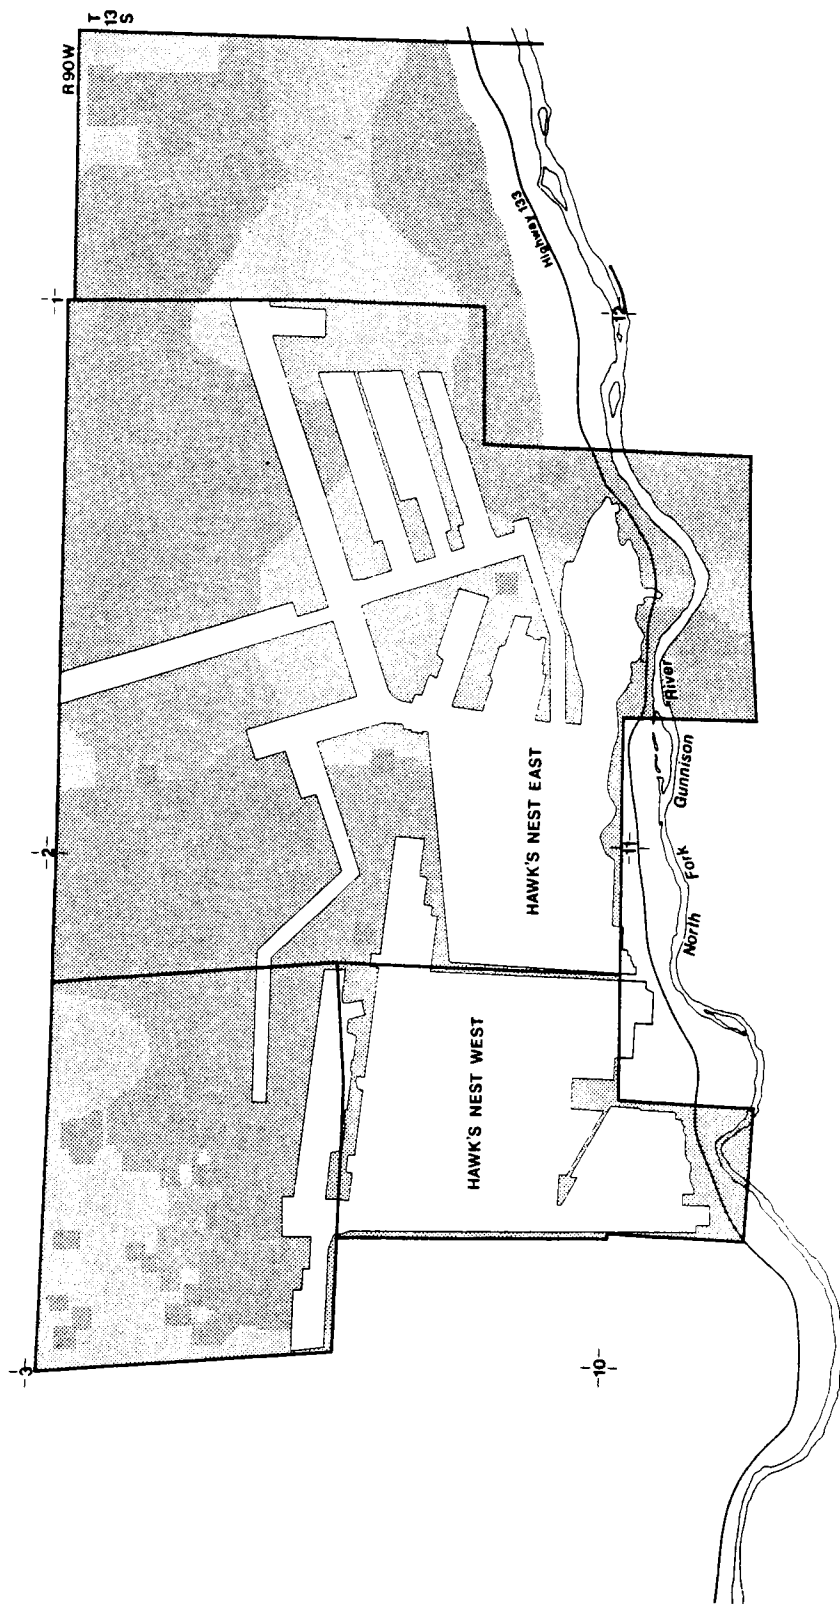 T
13
S
R90W
1
2
3
Highway 133
12
11
10
HAWK'S NEST EAST
HAWK'S NEST WEST
North Fork Gunnison River